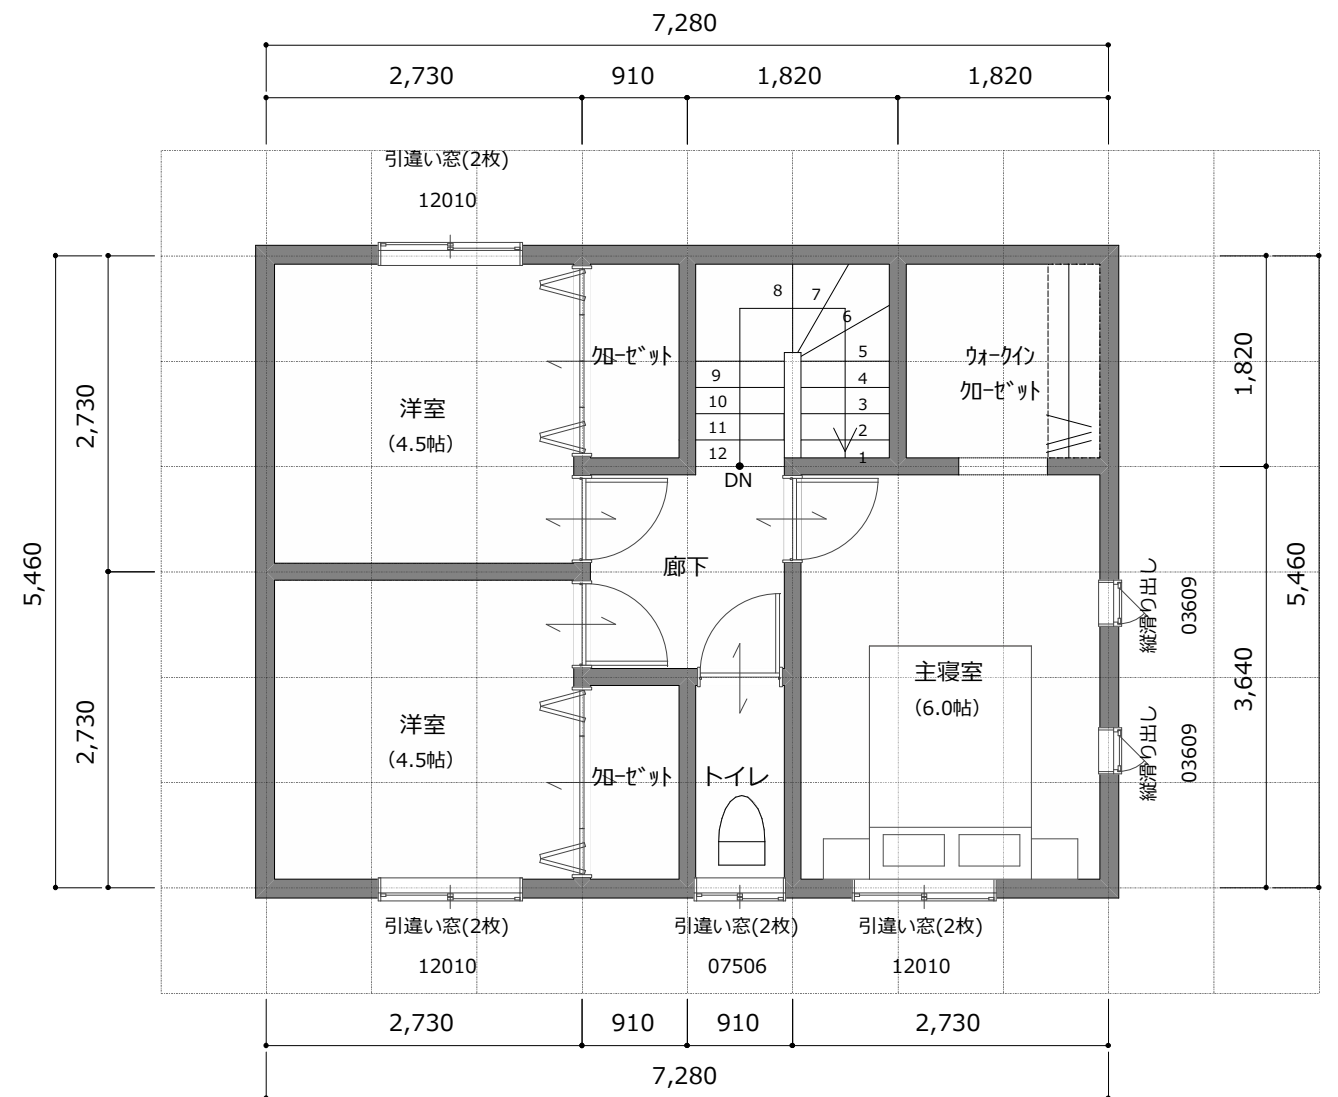 7,280
2,730
910
1,820
1,820
引違い窓(2枚)
12010
8
7
6
5
4
3
2
1
9
10
11
12
DN
クローゼット
ウォークイン
クローゼット
洋室
(4.5帖)
2,730
5,460
2,730
1,820
5,460
3,640
廊下
縦滑り出し
03609
主寝室
(6.0帖)
縦滑り出し
03609
洋室
(4.5帖)
クローゼット
トイレ
引違い窓(2枚)
12010
引違い窓(2枚)
07506
引違い窓(2枚)
12010
2,730
910
910
2,730
7,280